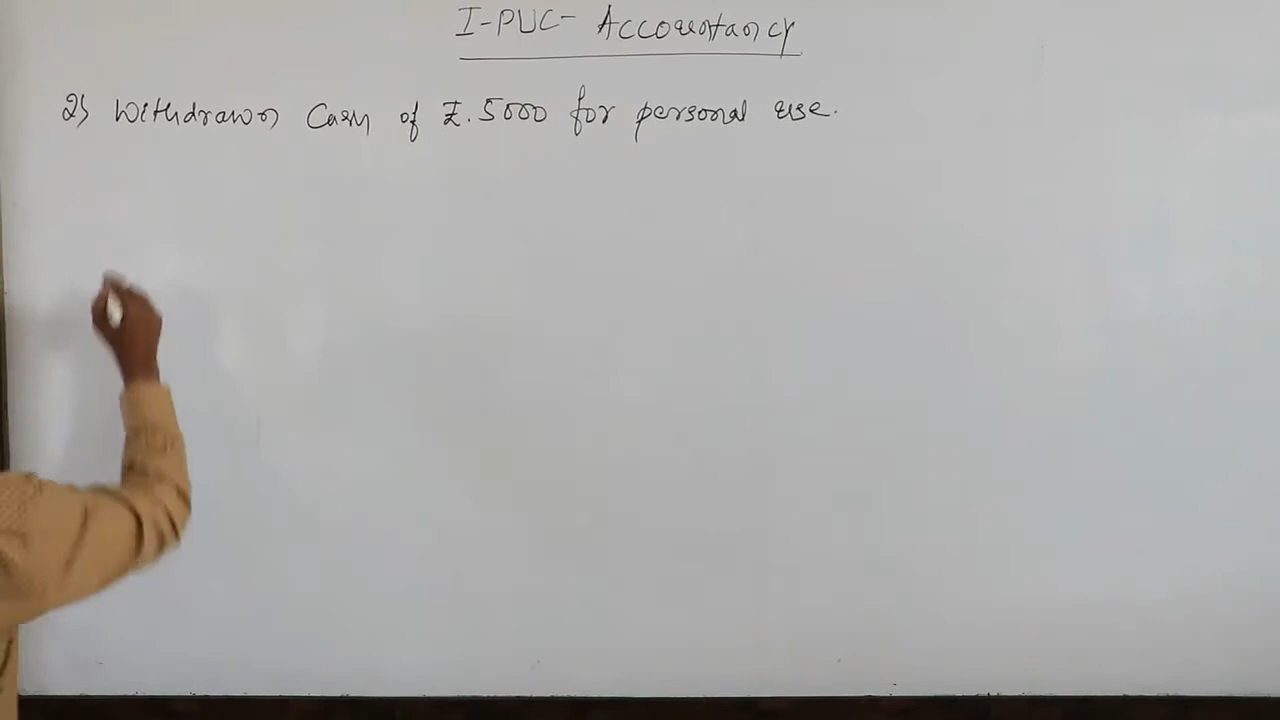 I-PUC- Accountancy
2) Withdrawn Cash of ₹.5000 for personal use.